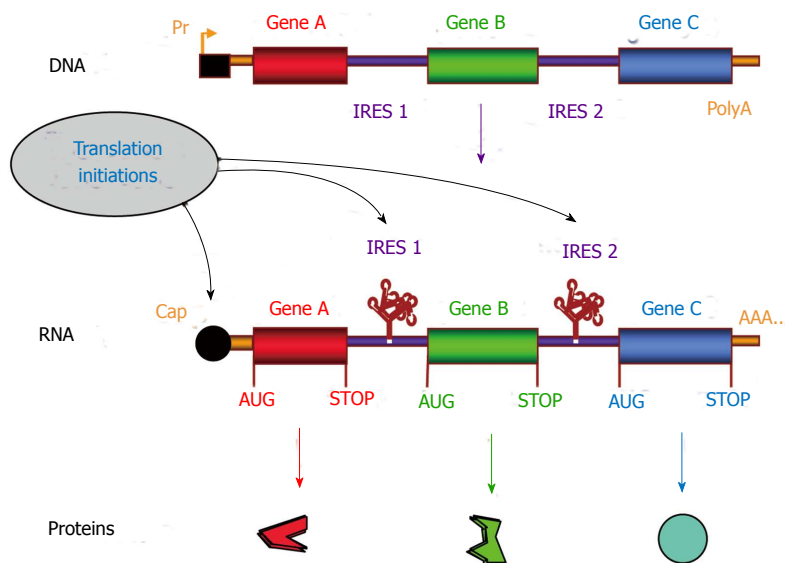 Pr
Gene A
Gene B
Gene C
DNA
IRES 1
IRES 2
PolyA
Translation
initiations
IRES 1
IRES 2
Cap
Gene A
Gene B
Gene C
AAA..
RNA
AUG
STOP
AUG
STOP
AUG
STOP
Proteins